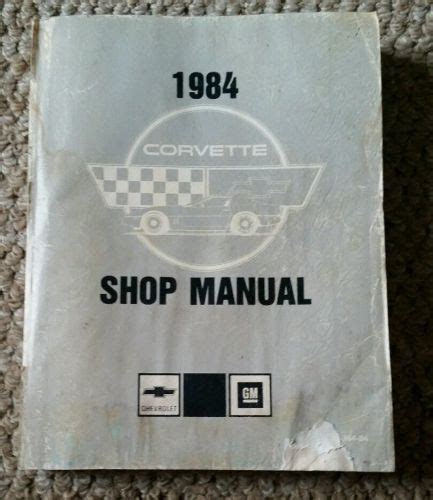 1984
CORVETTE
SHOP MANUAL
CHEVROLET
GM